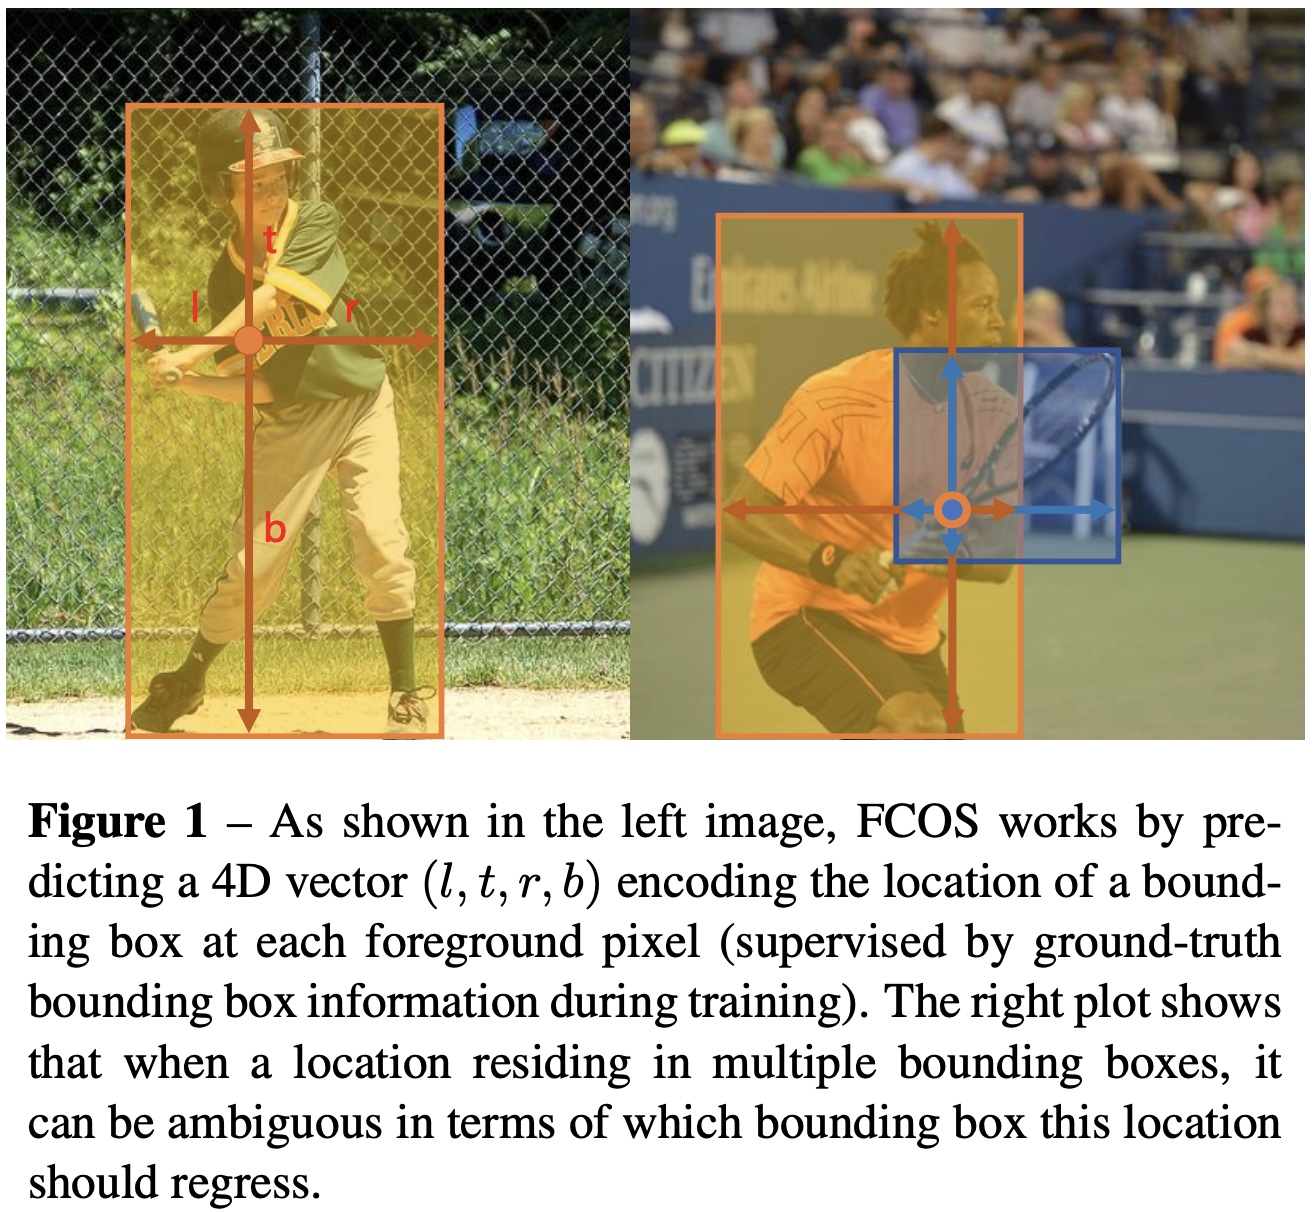 t
l
r
b
Emirates Airline
CITIZEN
Figure 1 – As shown in the left image, FCOS works by pre-
dicting a 4D vector (l, t, r, b) encoding the location of a bound-
ing box at each foreground pixel (supervised by ground-truth
bounding box information during training). The right plot shows
that when a location residing in multiple bounding boxes, it
can be ambiguous in terms of which bounding box this location
should regress.